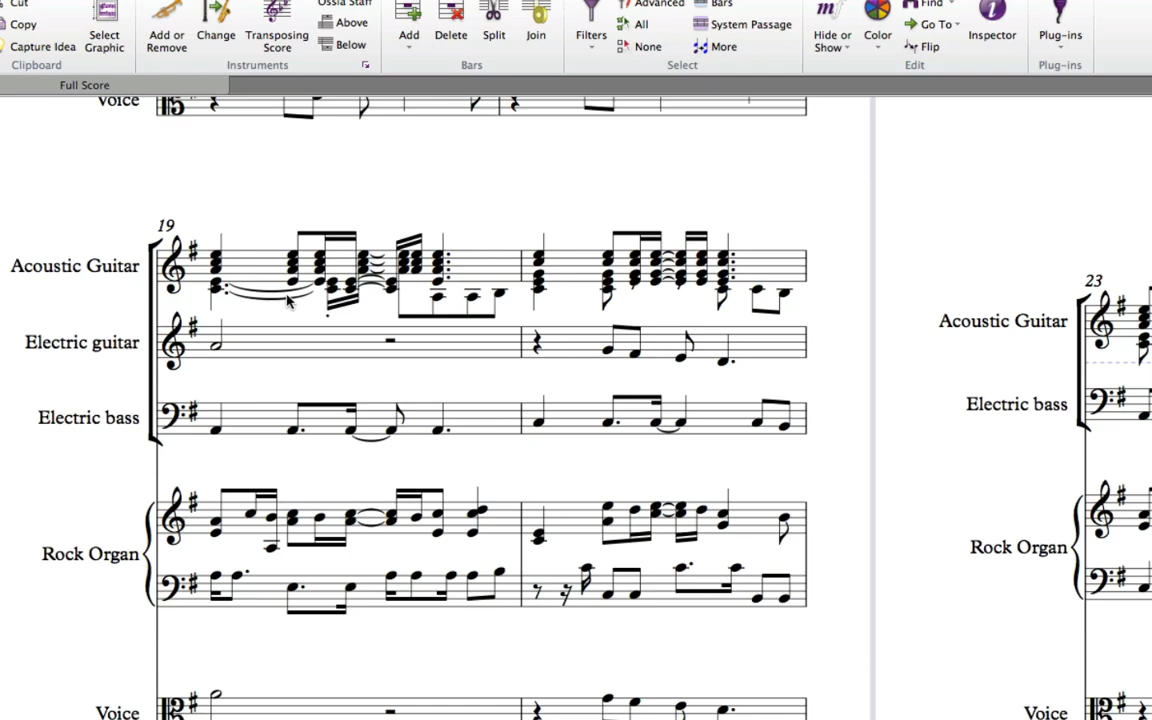 Cut
Copy
Capture Idea
Clipboard
Select
Graphic
Add or
Remove
Change
Transposing
Score
Ossia Staff
Above
Below
Instruments
Add
Delete
Split
Join
Bars
Filters
Advanced
All
None
Bars
System Passage
More
Select
Hide or
Show
Color
Find
Go To
Flip
Inspector
Edit
Plug-ins
Plug-ins
Full Score
Voice
19
Acoustic Guitar
Electric guitar
Electric bass
Rock Organ
Voice
23
Acoustic Guitar
Electric bass
Rock Organ
Voice